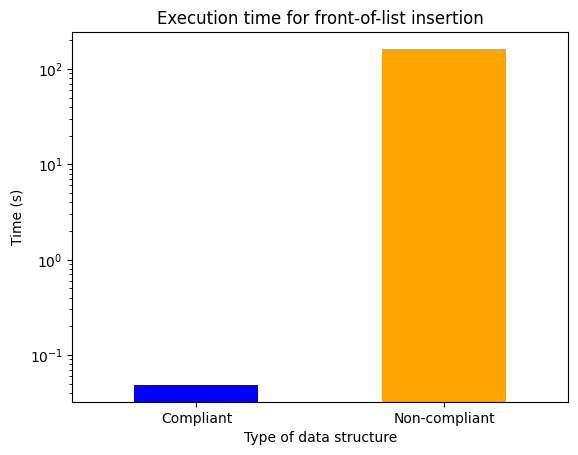 Execution time for front-of-list insertion
Time (s)
10²
10¹
10⁰
10⁻¹
Compliant Non-compliant
Type of data structure